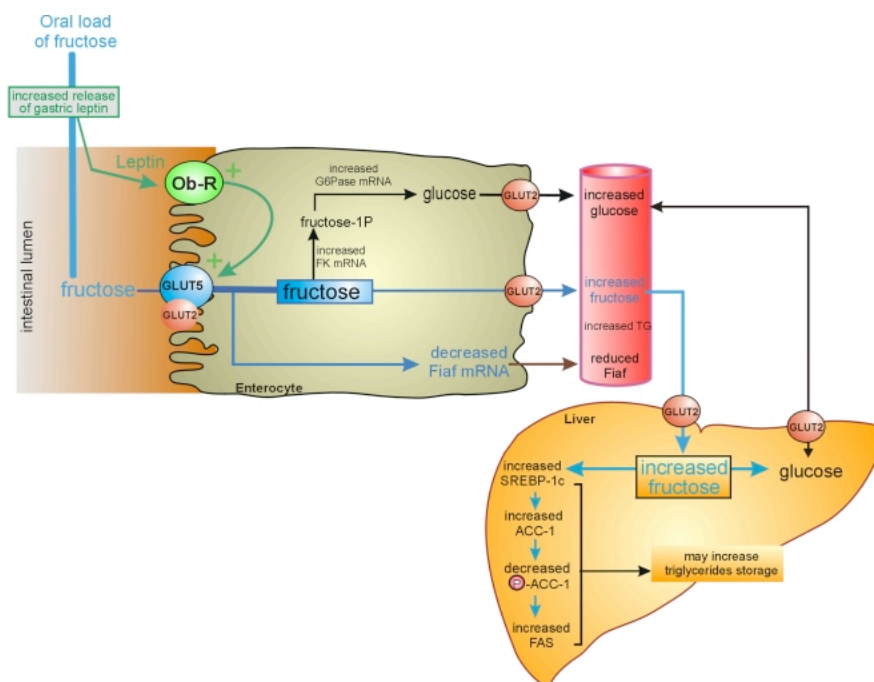 Oral load
of fructose
increased release
of gastric leptin
Leptin
Ob-R
+
+
intestinal lumen
fructose
GLUT5
GLUT2
increased
G6Pase mRNA
glucose
GLUT2
fructose-1P
increased
FK mRNA
fructose
GLUT2
decreased
Fiaf mRNA
Enterocyte
increased
glucose
increased
fructose
increased TG
reduced
Fiaf
GLUT2
GLUT2
Liver
increased
SREBP-1c
increased
fructose
glucose
increased
ACC-1
decreased
-ACC-1
increased
FAS
may increase
triglycerides storage